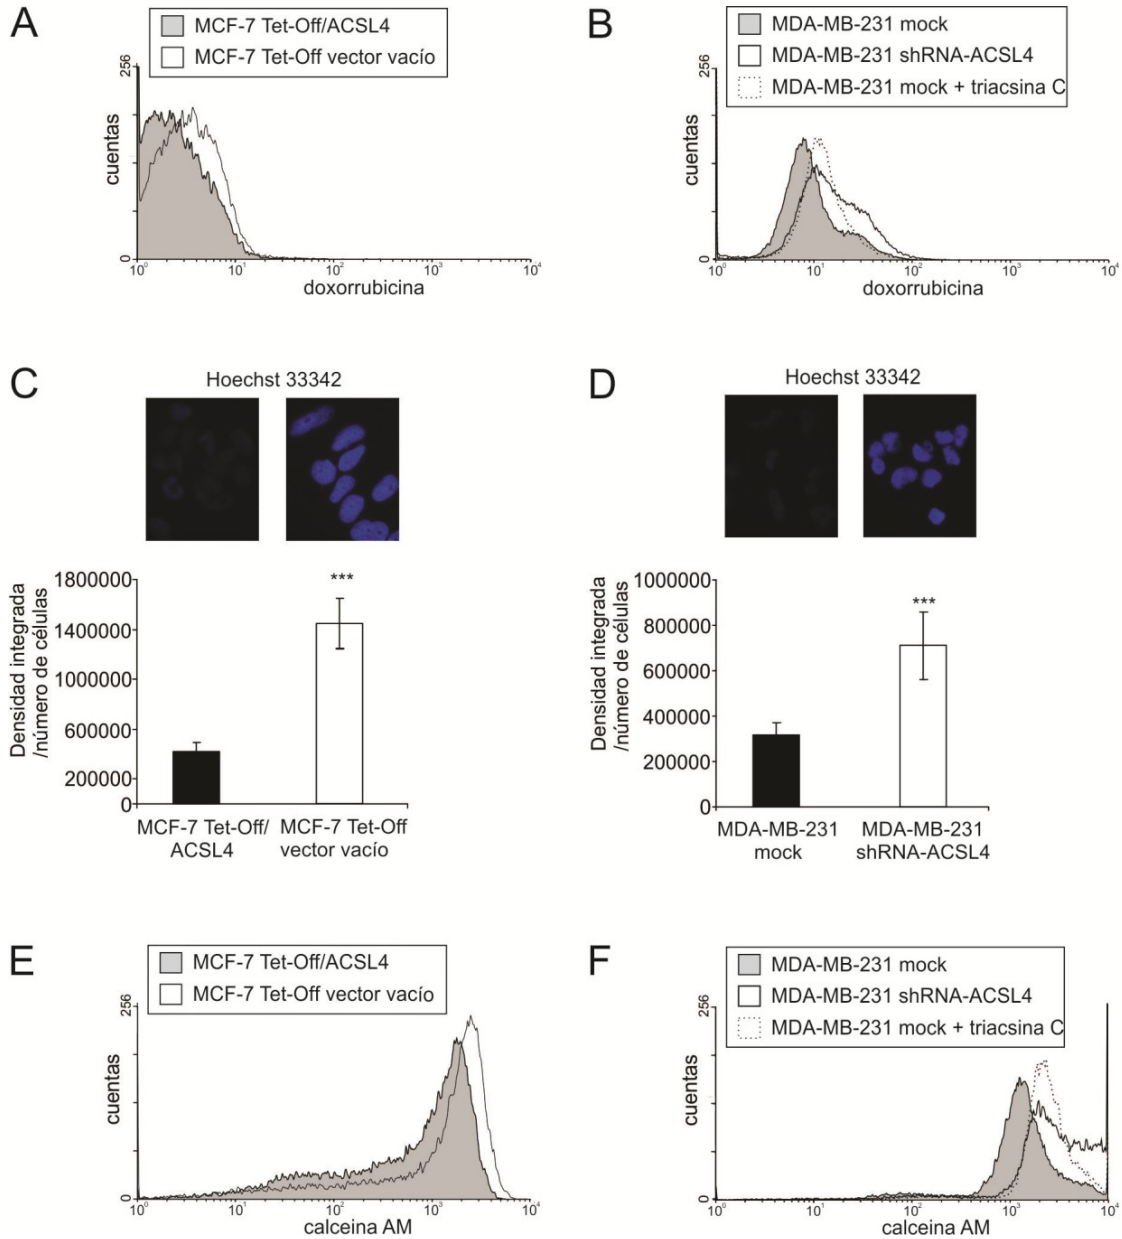 A
MCF-7 Tet-Off/ACSL4
MCF-7 Tet-Off vector vacío
256
cuentas
0
10⁰ 10¹ 10² 10³ 10⁴
doxorrubicina
B
MDA-MB-231 mock
MDA-MB-231 shRNA-ACSL4
MDA-MB-231 mock + triacsina C
256
cuentas
0
10⁰ 10¹ 10² 10³ 10⁴
doxorrubicina
C
Hoechst 33342
Densidad integrada
/número de células
1800000
1400000
1000000
600000
200000
0
***
MCF-7 Tet-Off/
ACSL4
MCF-7 Tet-Off
vector vacío
D
Hoechst 33342
Densidad integrada
/número de células
1000000
800000
600000
400000
200000
0
***
MDA-MB-231
mock
MDA-MB-231
shRNA-ACSL4
E
MCF-7 Tet-Off/ACSL4
MCF-7 Tet-Off vector vacío
256
cuentas
0
10⁰ 10¹ 10² 10³ 10⁴
calceina AM
F
MDA-MB-231 mock
MDA-MB-231 shRNA-ACSL4
MDA-MB-231 mock + triacsina C
256
cuentas
0
10⁰ 10¹ 10² 10³ 10⁴
calceina AM